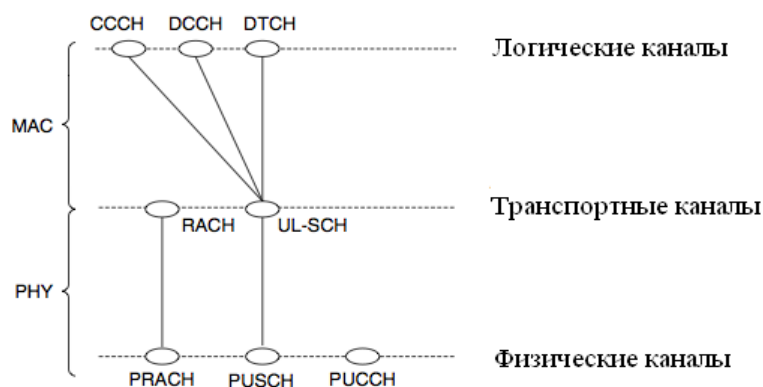 CCCH DCCH DTCH
Логические каналы
MAC
Транспортные каналы
RACH UL-SCH
PHY
Физические каналы
PRACH PUSCH PUCCH